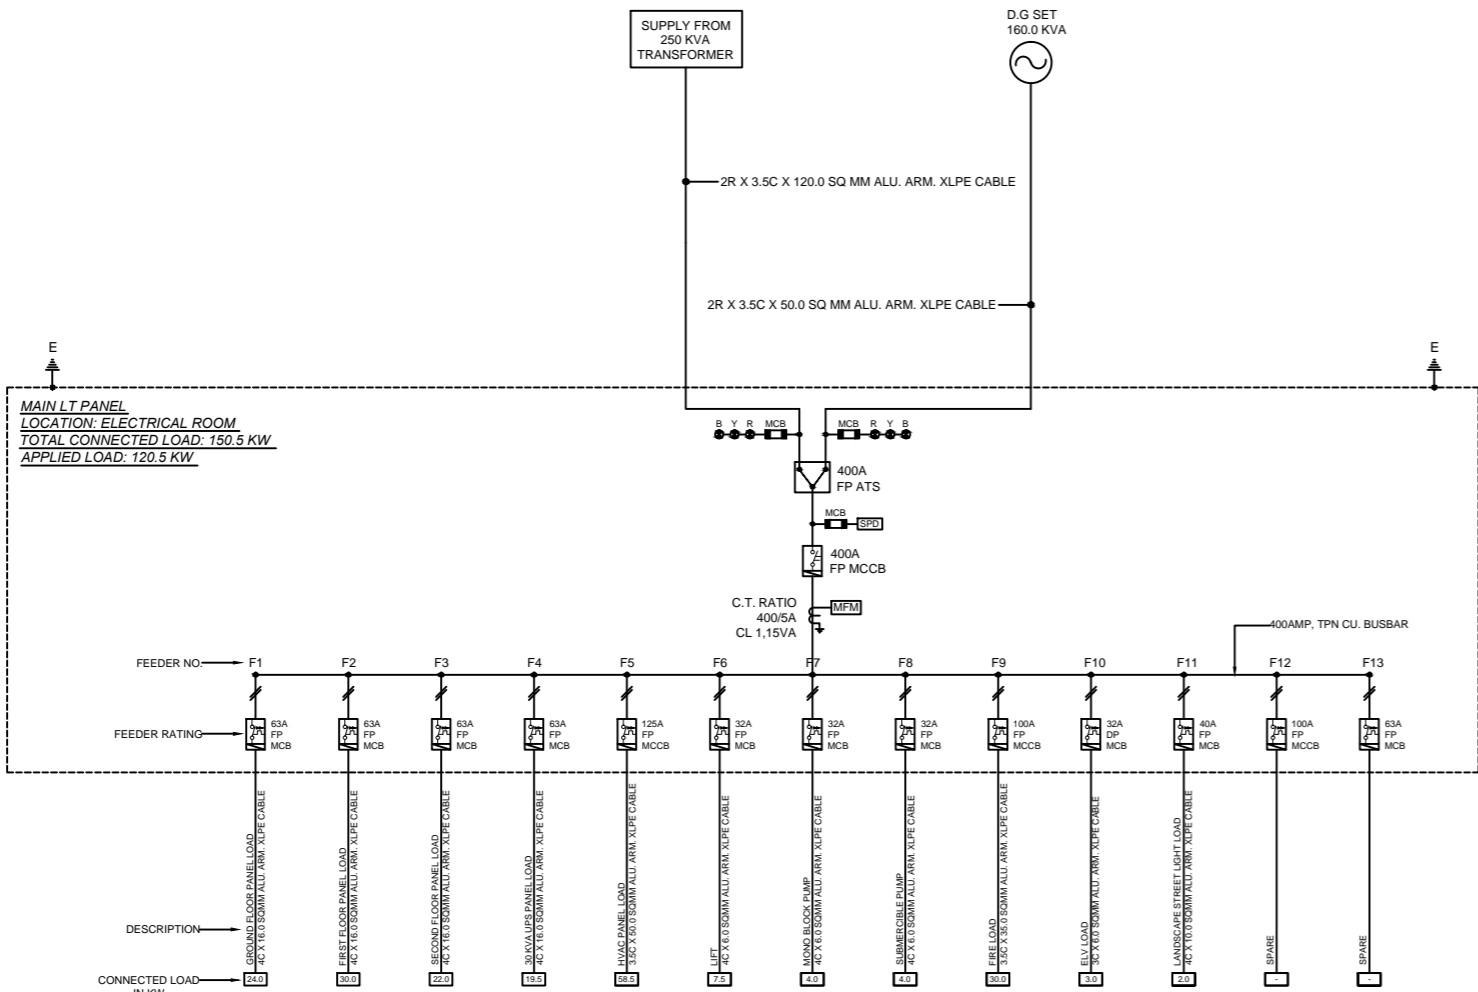 SUPPLY FROM
250 KVA
TRANSFORMER
D.G SET
160.0 KVA
2R X 3.5C X 120.0 SQ MM ALU. ARM. XLPE CABLE
2R X 3.5C X 50.0 SQ MM ALU. ARM. XLPE CABLE
E
E
MAIN LT PANEL
LOCATION: ELECTRICAL ROOM
TOTAL CONNECTED LOAD: 150.5 KW
APPLIED LOAD: 120.5 KW
B Y R MCB
MCB R Y B
400A
FP ATS
MCB
SPD
400A
FP MCCB
C.T. RATIO
400/5A
CL 1,15VA
MFM
400AMP, TPN CU. BUSBAR
FEEDER NO.
F1 F2 F3 F4 F5 F6 F7 F8 F9 F10 F11 F12 F13
FEEDER RATING
63A
FP
MCB
63A
FP
MCB
63A
FP
MCB
63A
FP
MCB
125A
FP
MCCB
32A
FP
MCB
32A
FP
MCB
32A
FP
MCB
100A
FP
MCCB
32A
DP
MCB
40A
FP
MCB
100A
FP
MCCB
63A
FP
MCB
DESCRIPTION
GROUND FLOOR PANEL LOAD
4C X 16.0 SQMM ALU. ARM. XLPE CABLE
FIRST FLOOR PANEL LOAD
4C X 16.0 SQMM ALU. ARM. XLPE CABLE
SECOND FLOOR PANEL LOAD
4C X 16.0 SQMM ALU. ARM. XLPE CABLE
30 KVA UPS PANEL LOAD
4C X 16.0 SQMM ALU. ARM. XLPE CABLE
HVAC PANEL LOAD
3.5C X 50.0 SQMM ALU. ARM. XLPE CABLE
LIFT
4C X 6.0 SQMM ALU. ARM. XLPE CABLE
MONO BLOCK PUMP
4C X 6.0 SQMM ALU. ARM. XLPE CABLE
SUBMERCIBLE PUMP
4C X 6.0 SQMM ALU. ARM. XLPE CABLE
FIRE LOAD
3.5C X 35.0 SQMM ALU. ARM. XLPE CABLE
ELV LOAD
3C X 6.0 SQMM ALU. ARM. XLPE CABLE
LANDSCAPE STREET LIGHT LOAD
4C X 10.0 SQMM ALU. ARM. XLPE CABLE
SPARE
SPARE
CONNECTED LOAD
IN KW
24.0 30.0 22.0 19.5 58.5 7.5 4.0 4.0 30.0 3.0 2.0 - -